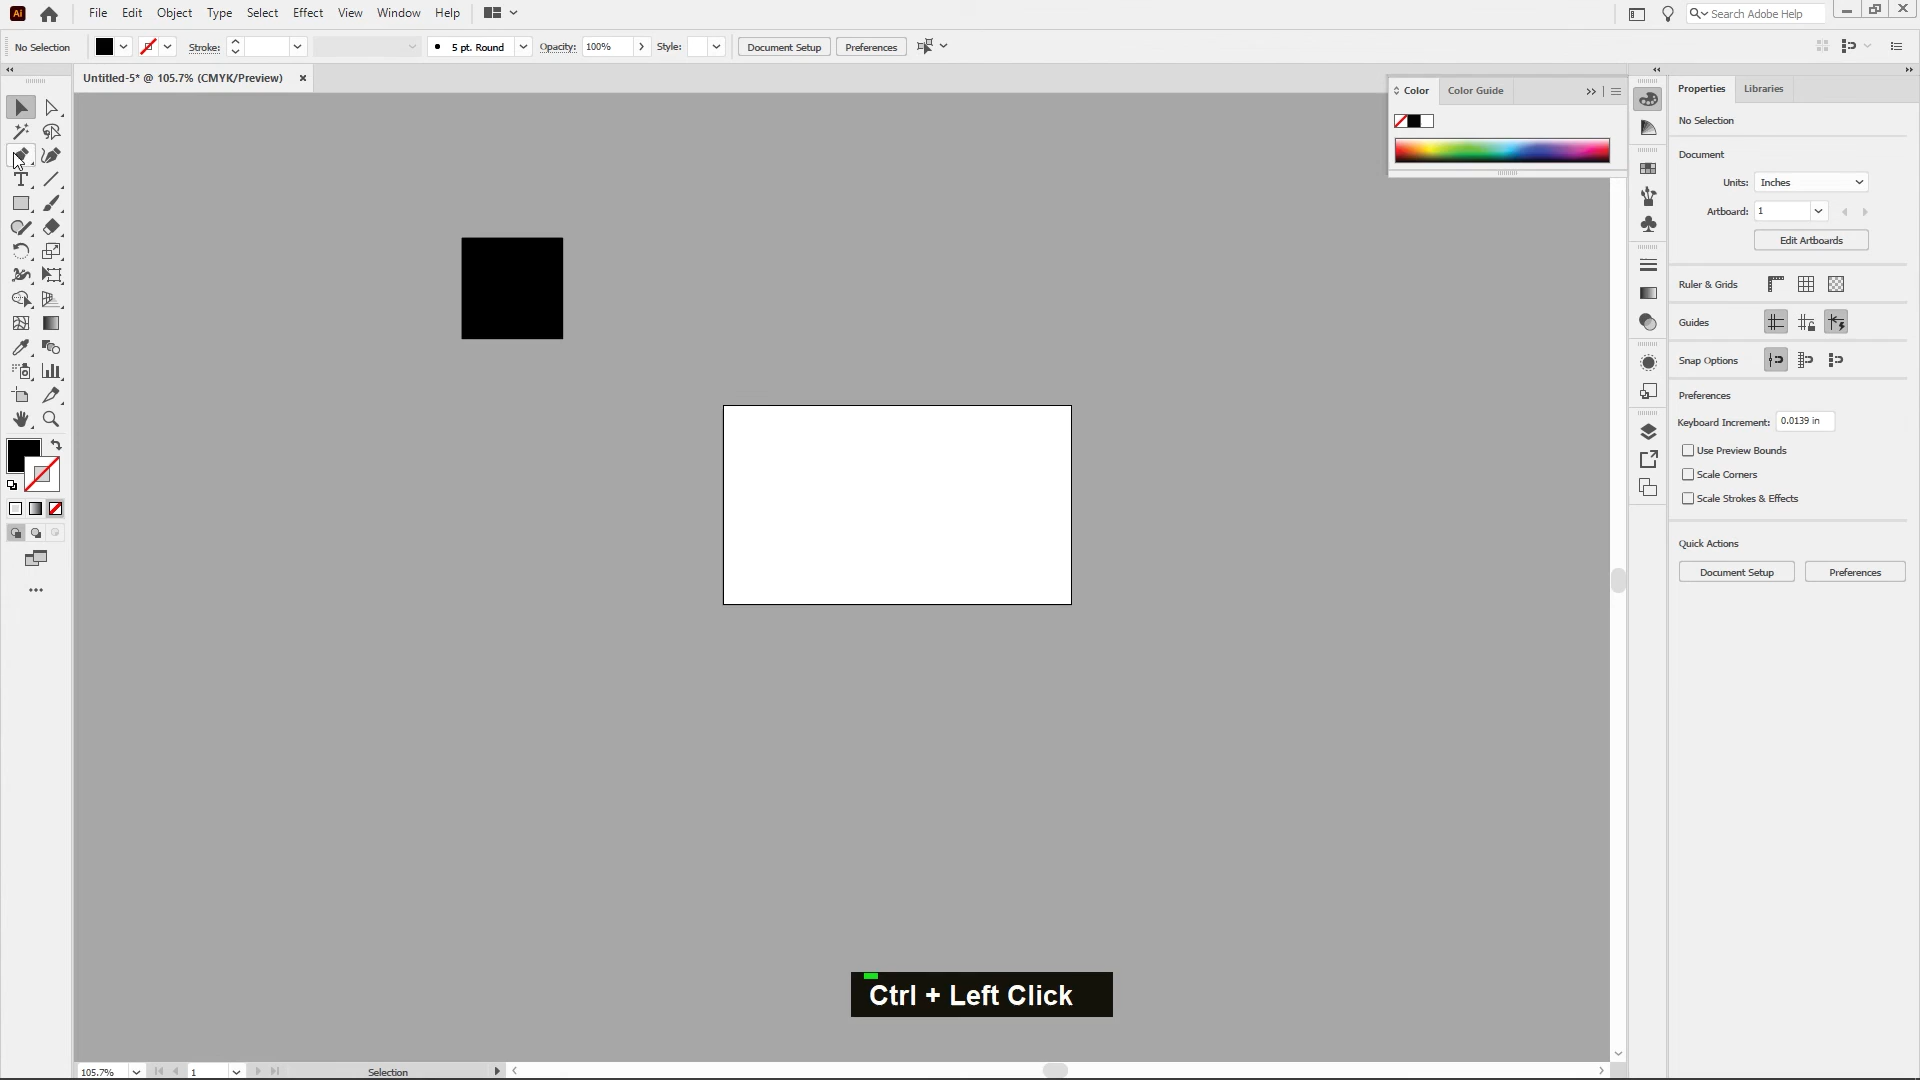 Ai File Edit Object Type Select Effect View Window Help Search Adobe Help
No Selection Stroke: 5 pt. Round Opacity: 100% Style: Document Setup Preferences
Untitled-5* @ 105.7% (CMYK/Preview)
Color Color Guide
Properties Libraries
No Selection
Document
Units: Inches
Artboard: 1
Edit Artboards
Ruler & Grids
Guides
Snap Options
Preferences
Keyboard Increment: 0.0139 in
Use Preview Bounds
Scale Corners
Scale Strokes & Effects
Quick Actions
Document Setup Preferences
Ctrl + Left Click
105.7% 1 Selection